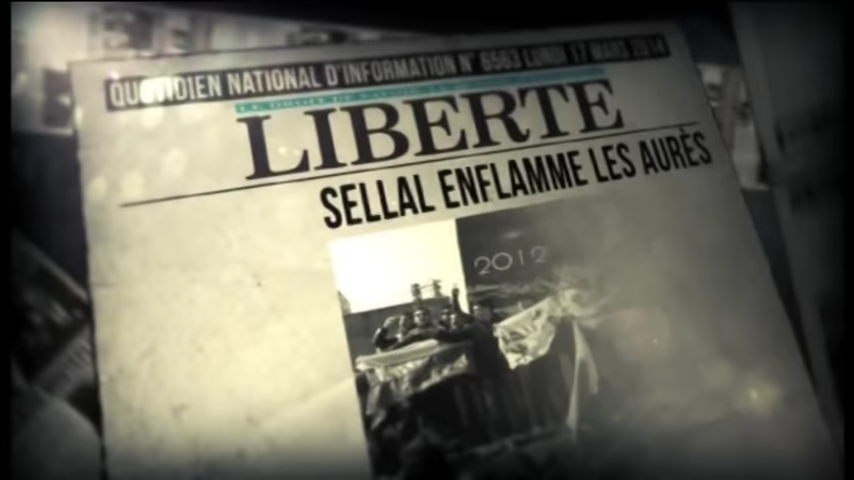 QUOTIDIEN NATIONAL D'INFORMATION N° 6563 LUNDI 17 MARS 2014
LIBERTE
SELLAL ENFLAMME LES AURÈS
2012